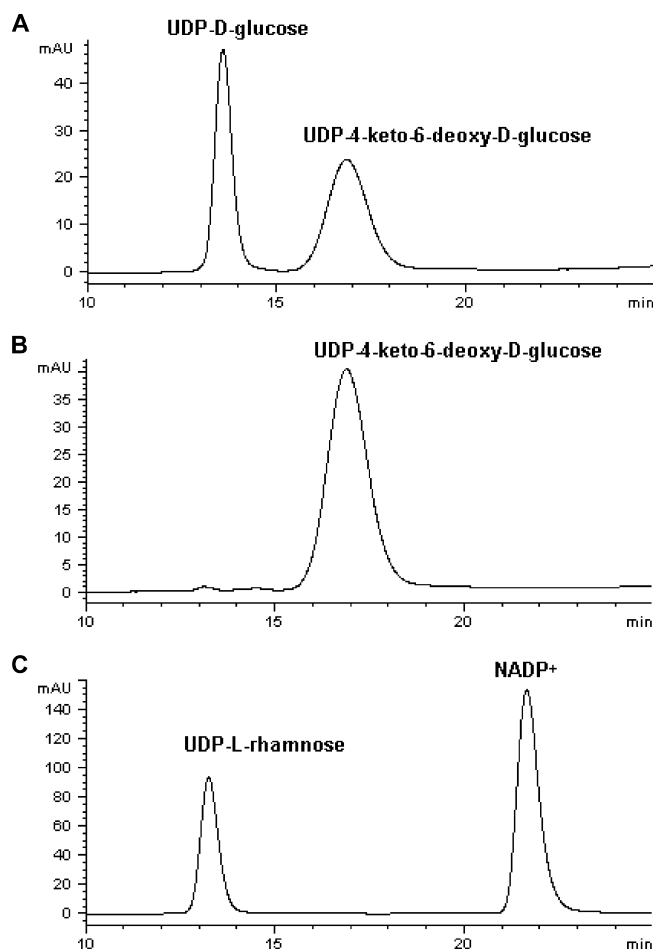 A
UDP-D-glucose
mAU
UDP-4-keto-6-deoxy-D-glucose
40
30
20
10
0
10
15
20
min
B
UDP-4-keto-6-deoxy-D-glucose
mAU
35
30
25
20
15
10
5
0
10
15
20
min
C
NADP+
mAU
UDP-L-rhamnose
140
120
100
80
60
40
20
0
10
15
20
min